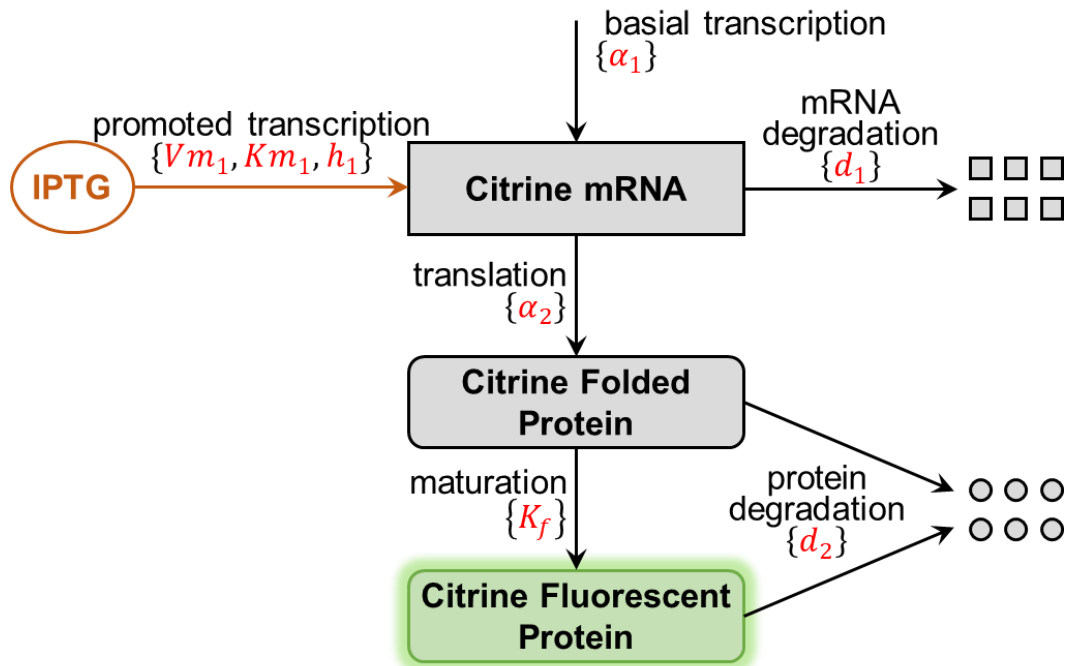 basial transcription
{α₁}
mRNA
degradation
{d₁}
promoted transcription
{Vm₁, Km₁, h₁}
IPTG
Citrine mRNA
translation
{α₂}
Citrine Folded
Protein
maturation
{K_f}
protein
degradation
{d₂}
Citrine Fluorescent
Protein